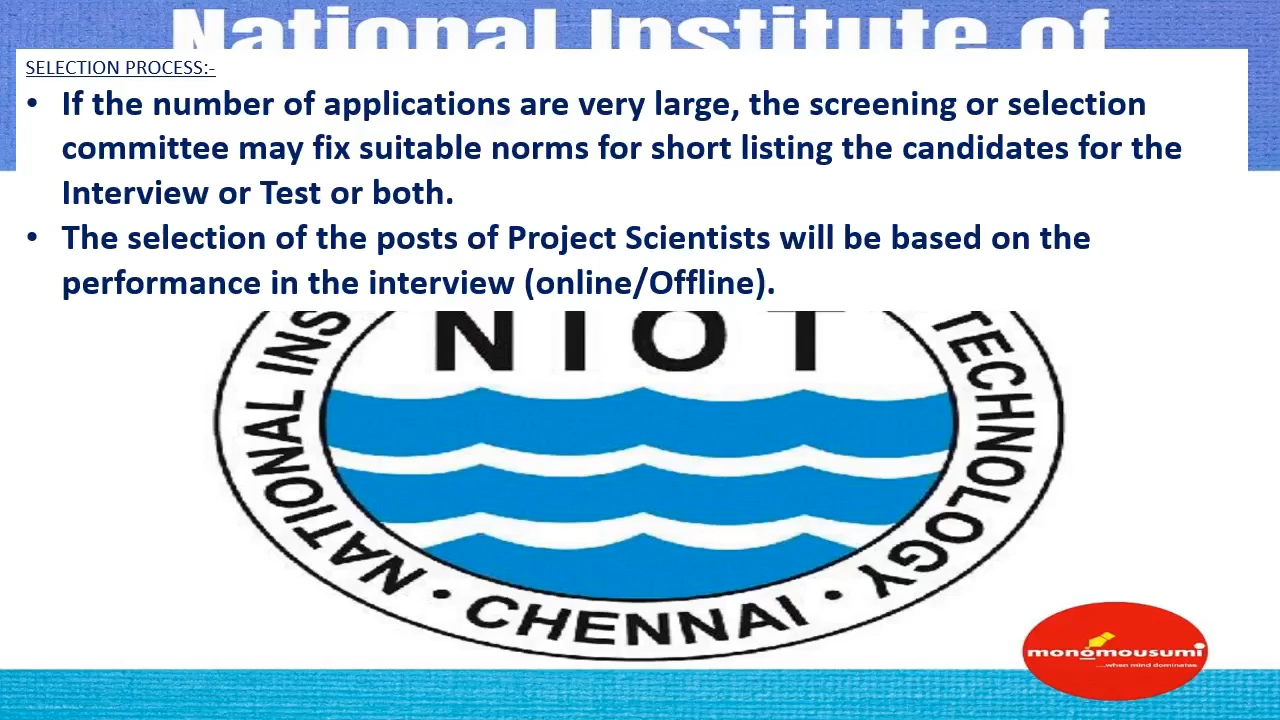 National Institute of
SELECTION PROCESS:-
• If the number of applications are very large, the screening or selection
committee may fix suitable norms for short listing the candidates for the
Interview or Test or both.
• The selection of the posts of Project Scientists will be based on the
performance in the interview (online/Offline).
NIOT
NATIONAL INS
TECHNOLOGY
• CHENNAI •
monomousumi
....when mind dominates